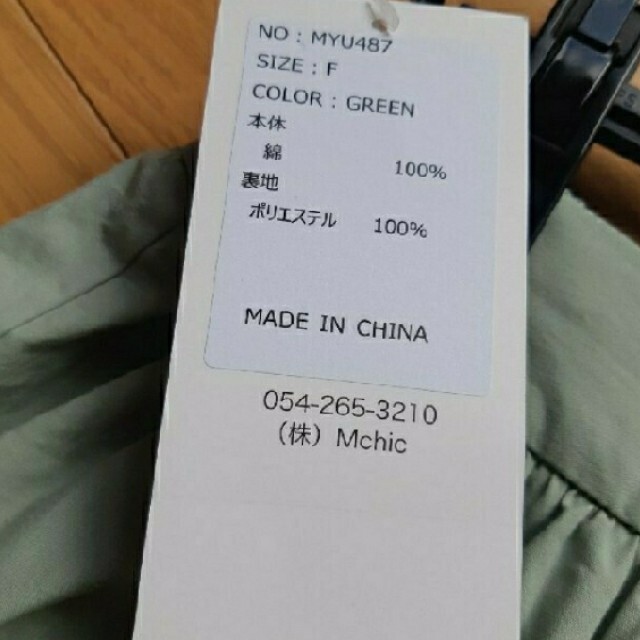 NO : MYU487
SIZE : F
COLOR : GREEN
本体
綿 100%
裏地
ポリエステル 100%
MADE IN CHINA
054-265-3210
（株）Mchic